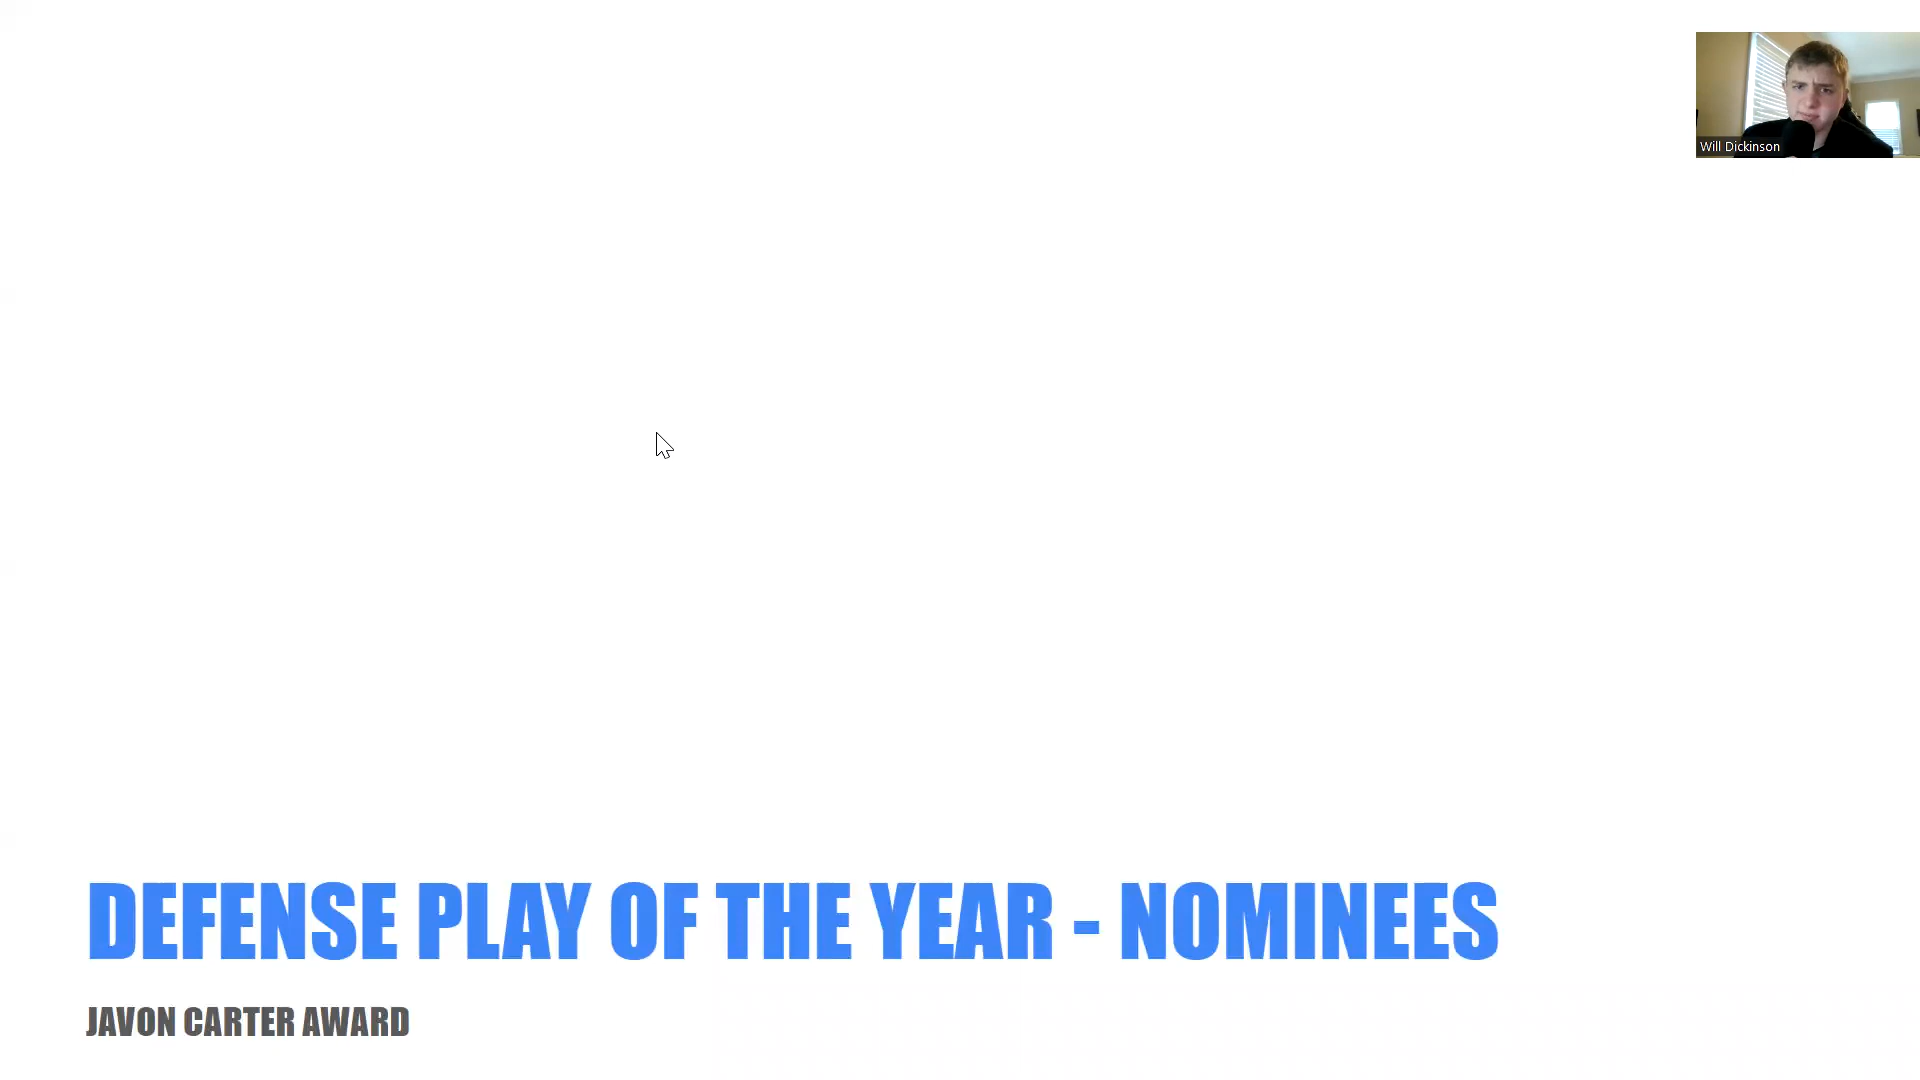 Will Dickinson
DEFENSE PLAY OF THE YEAR - NOMINEES
JAVON CARTER AWARD